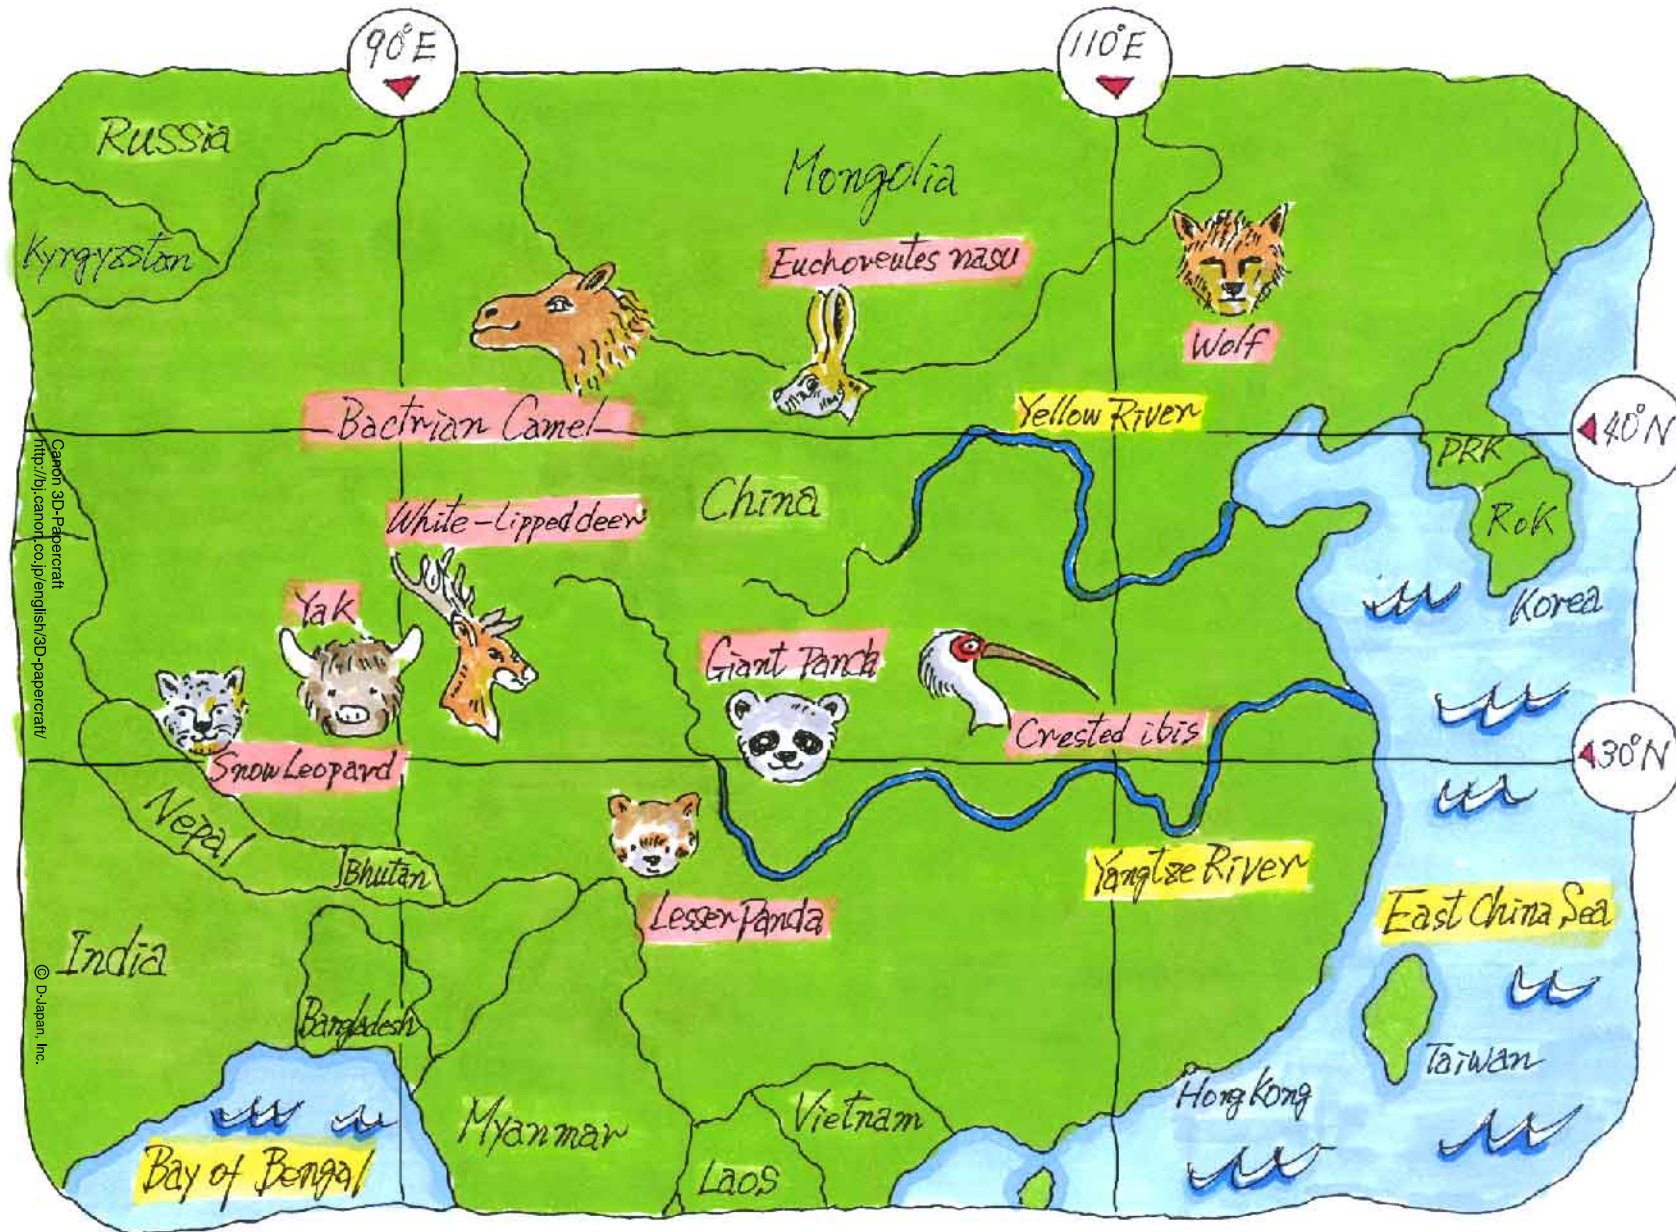 90°E
110°E
Russia
Mongolia
Kyrgyzstan
Euchoreutes nasu
Wolf
Bactrian Camel
Yellow River
40°N
PRK
China
White-Lipped deer
RoK
Yak
Korea
Giant Panda
Crested ibis
30°N
Snow Leopard
Nepal
Bhutan
Yangtze River
Lesser Panda
East China Sea
India
Bangladesh
Taiwan
Hong Kong
Myanmar
Vietnam
Bay of Bengal
Laos
Canon 3D-Papercraft
http://bj.canon.co.jp/english/3D-papercraft/
© D-Japan, Inc.